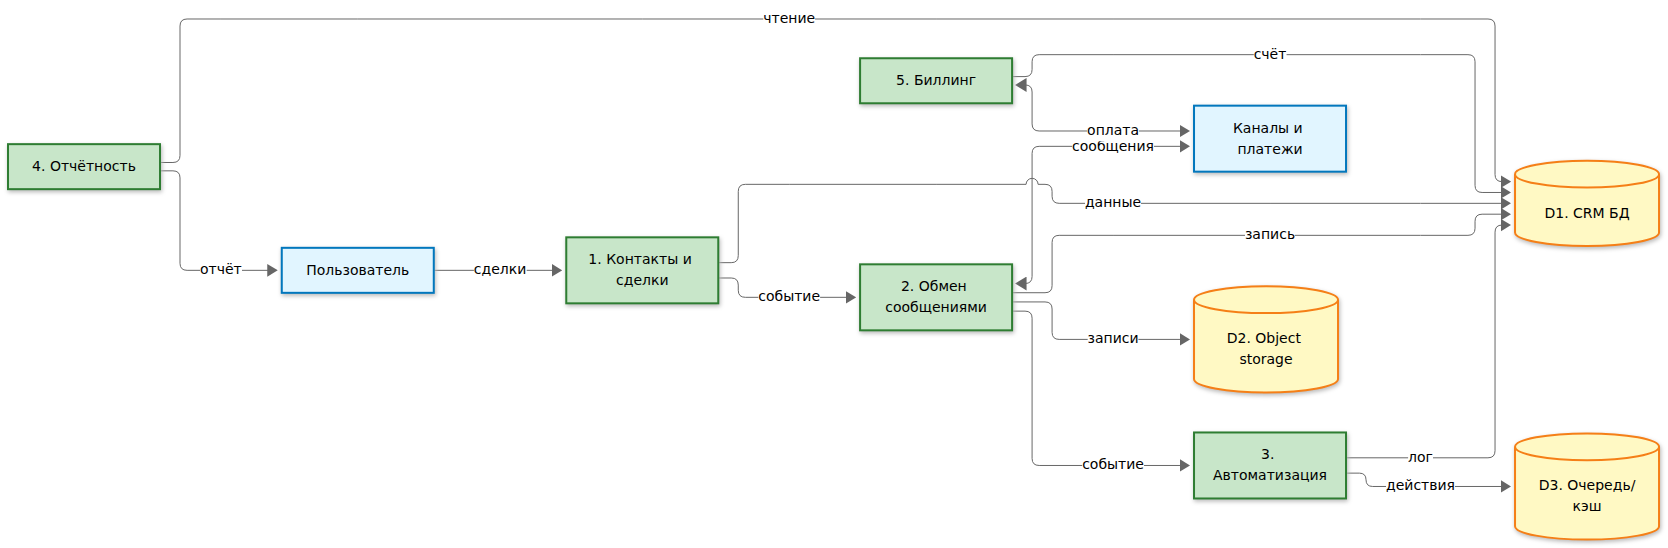 чтение
счёт
5. Биллинг
оплата
сообщения
Каналы и
платежи
4. Отчётность
данные
D1. CRM БД
запись
отчёт
Пользователь
сделки
1. Контакты и
сделки
событие
2. Обмен
сообщениями
записи
D2. Object
storage
событие
3.
Автоматизация
лог
действия
D3. Очередь/
кэш